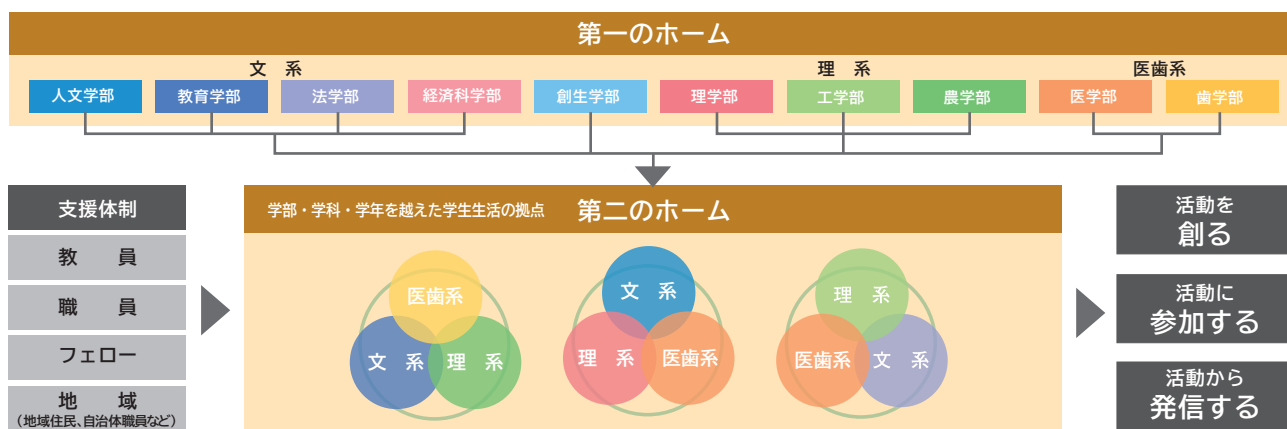 第一のホーム
文　系
理　系
医歯系
人文学部
教育学部
法学部
経済科学部
創生学部
理学部
工学部
農学部
医学部
歯学部
支援体制
教　員
職　員
フェロー
地　域
（地域住民、自治体職員など）
学部・学科・学年を越えた学生生活の拠点　第二のホーム
医歯系
文　系
理　系
文　系
理　系
医歯系
理　系
医歯系
文　系
活動を
創る
活動に
参加する
活動から
発信する